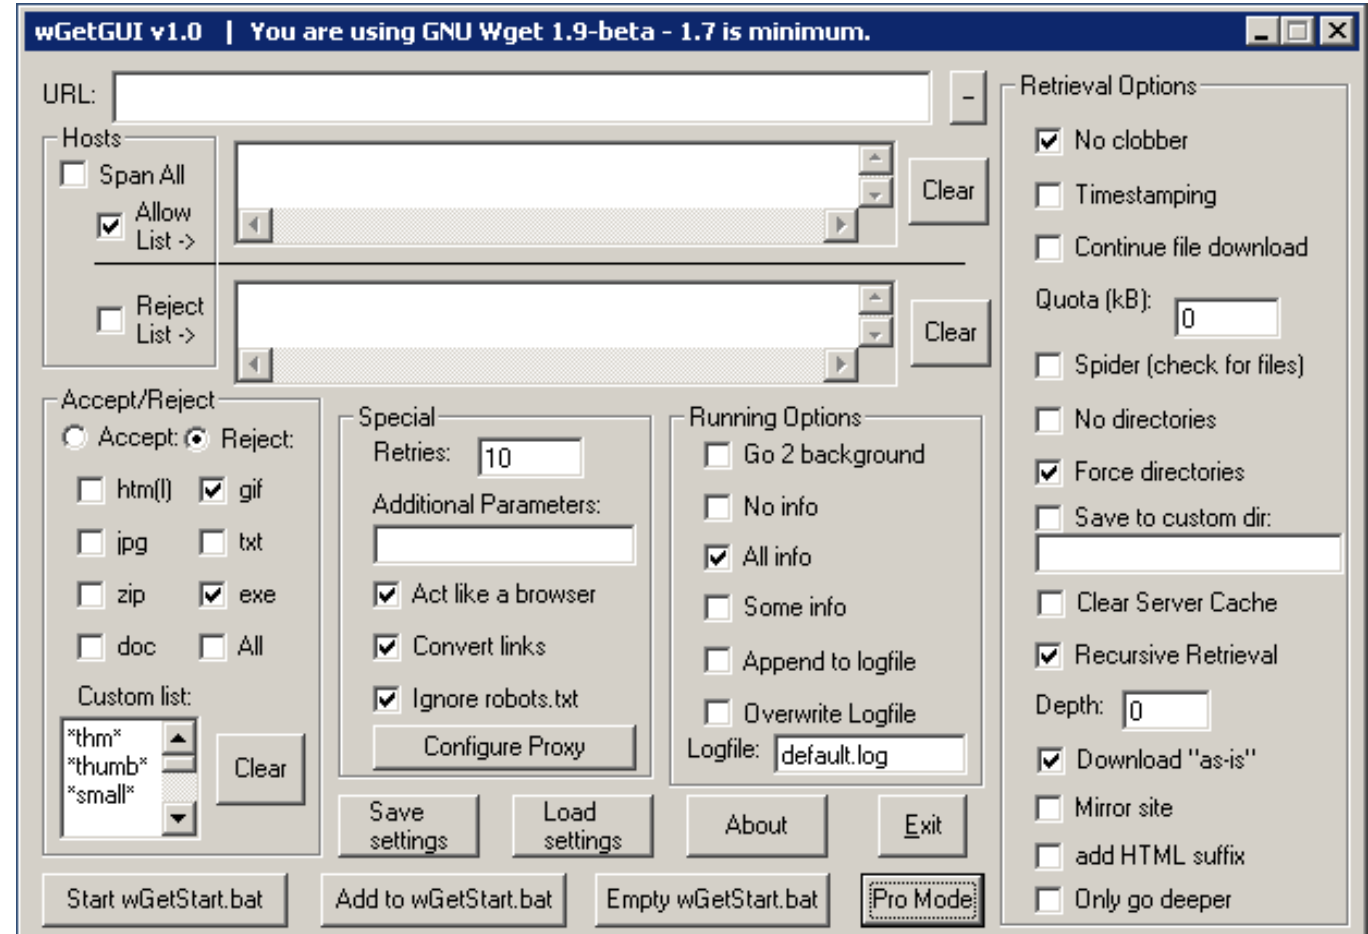 wGetGUI v1.0 | You are using GNU Wget 1.9-beta - 1.7 is minimum.
URL:
-
Hosts
Span All
Allow
List ->
Clear
Reject
List ->
Clear
Accept/Reject
Accept: Reject:
htm(l) gif
jpg txt
zip exe
doc All
Custom list:
*thm*
*thumb*
*small*
Clear
Special
Retries: 10
Additional Parameters:
Act like a browser
Convert links
Ignore robots.txt
Configure Proxy
Running Options
Go 2 background
No info
All info
Some info
Append to logfile
Overwrite Logfile
Logfile: default.log
Save
settings
Load
settings
About
Exit
Start wGetStart.bat
Add to wGetStart.bat
Empty wGetStart.bat
Pro Mode
Retrieval Options
No clobber
Timestamping
Continue file download
Quota (kB): 0
Spider (check for files)
No directories
Force directories
Save to custom dir:
Clear Server Cache
Recursive Retrieval
Depth: 0
Download "as-is"
Mirror site
add HTML suffix
Only go deeper